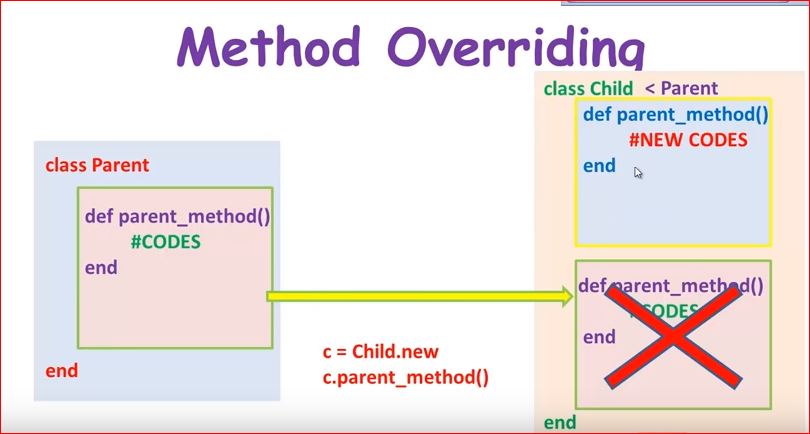 Method Overriding
class Parent
def parent_method()
#CODES
end
end
c = Child.new
c.parent_method()
class Child < Parent
def parent_method()
#NEW CODES
end
def parent_method()
#CODES
end
end